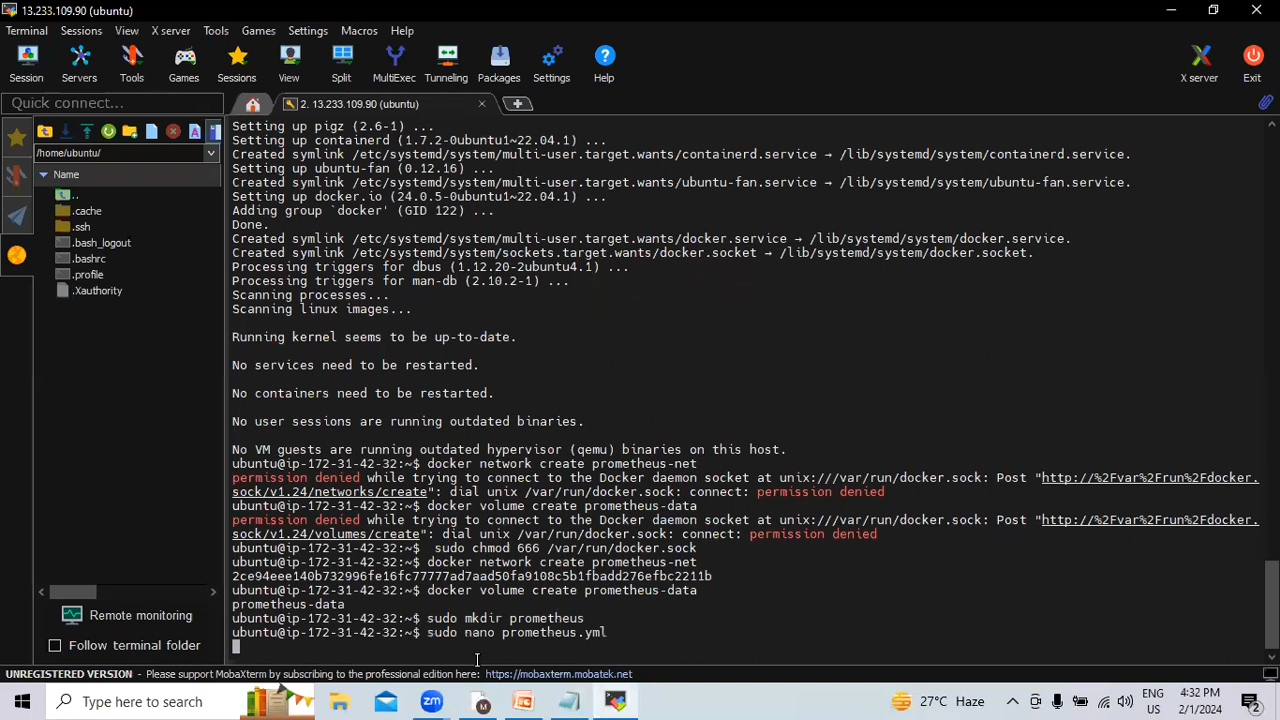 13.233.109.90 (ubuntu)
Terminal Sessions View X server Tools Games Settings Macros Help
Session Servers Tools Games Sessions View Split MultiExec Tunneling Packages Settings Help X server Exit
Quick connect...
2. 13.233.109.90 (ubuntu)
/home/ubuntu/
Name
..
.cache
.ssh
.bash_logout
.bashrc
.profile
.Xauthority
Remote monitoring
Follow terminal folder
Setting up pigz (2.6-1) ...
Setting up containerd (1.7.2-0ubuntu1~22.04.1) ...
Created symlink /etc/systemd/system/multi-user.target.wants/containerd.service → /lib/systemd/system/containerd.service.
Setting up ubuntu-fan (0.12.16) ...
Created symlink /etc/systemd/system/multi-user.target.wants/ubuntu-fan.service → /lib/systemd/system/ubuntu-fan.service.
Setting up docker.io (24.0.5-0ubuntu1~22.04.1) ...
Adding group `docker' (GID 122) ...
Done.
Created symlink /etc/systemd/system/multi-user.target.wants/docker.service → /lib/systemd/system/docker.service.
Created symlink /etc/systemd/system/sockets.target.wants/docker.socket → /lib/systemd/system/docker.socket.
Processing triggers for dbus (1.12.20-2ubuntu4.1) ...
Processing triggers for man-db (2.10.2-1) ...
Scanning processes...
Scanning linux images...
Running kernel seems to be up-to-date.
No services need to be restarted.
No containers need to be restarted.
No user sessions are running outdated binaries.
No VM guests are running outdated hypervisor (qemu) binaries on this host.
ubuntu@ip-172-31-42-32:~$ docker network create prometheus-net
permission denied while trying to connect to the Docker daemon socket at unix:///var/run/docker.sock: Post "http://%2Fvar%2Frun%2Fdocker.
sock/v1.24/networks/create": dial unix /var/run/docker.sock: connect: permission denied
ubuntu@ip-172-31-42-32:~$ docker volume create prometheus-data
permission denied while trying to connect to the Docker daemon socket at unix:///var/run/docker.sock: Post "http://%2Fvar%2Frun%2Fdocker.
sock/v1.24/volumes/create": dial unix /var/run/docker.sock: connect: permission denied
ubuntu@ip-172-31-42-32:~$  sudo chmod 666 /var/run/docker.sock
ubuntu@ip-172-31-42-32:~$ docker network create prometheus-net
2ce94eee140b732996fe16fc77777ad7aad50fa9108c5b1fbadd276efbc2211b
ubuntu@ip-172-31-42-32:~$ docker volume create prometheus-data
prometheus-data
ubuntu@ip-172-31-42-32:~$ sudo mkdir prometheus
ubuntu@ip-172-31-42-32:~$ sudo nano prometheus.yml
UNREGISTERED VERSION - Please support MobaXterm by subscribing to the professional edition here: https://mobaxterm.mobatek.net
Type here to search
zm
27°C Haze
ENG
IN
4:32 PM
2/1/2024
2